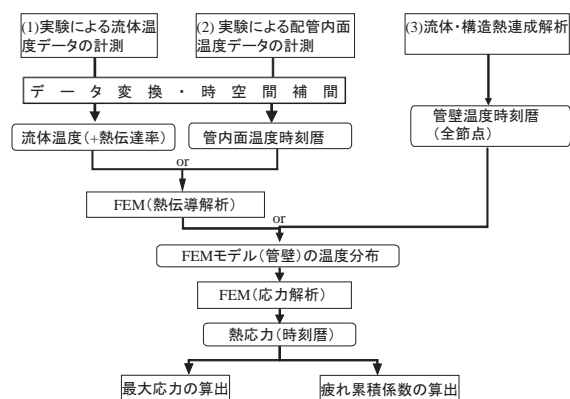 (1)実験による流体温
度データの計測
(2) 実験による配管内面
温度データの計測
(3)流体・構造熱連成解析
データ変換・時空間補間
流体温度(+熱伝達率)
管内面温度時刻暦
管壁温度時刻暦
(全節点)
or
FEM(熱伝導解析)
or
FEMモデル(管壁)の温度分布
FEM(応力解析)
熱応力(時刻暦)
最大応力の算出
疲れ累積係数の算出